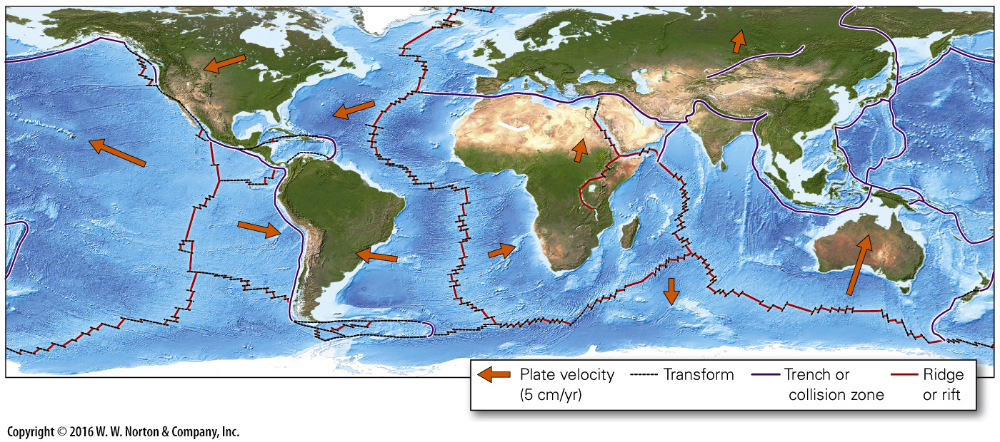 Plate velocity
(5 cm/yr)
Transform
Trench or
collision zone
Ridge
or rift
Copyright © 2016 W. W. Norton & Company, Inc.